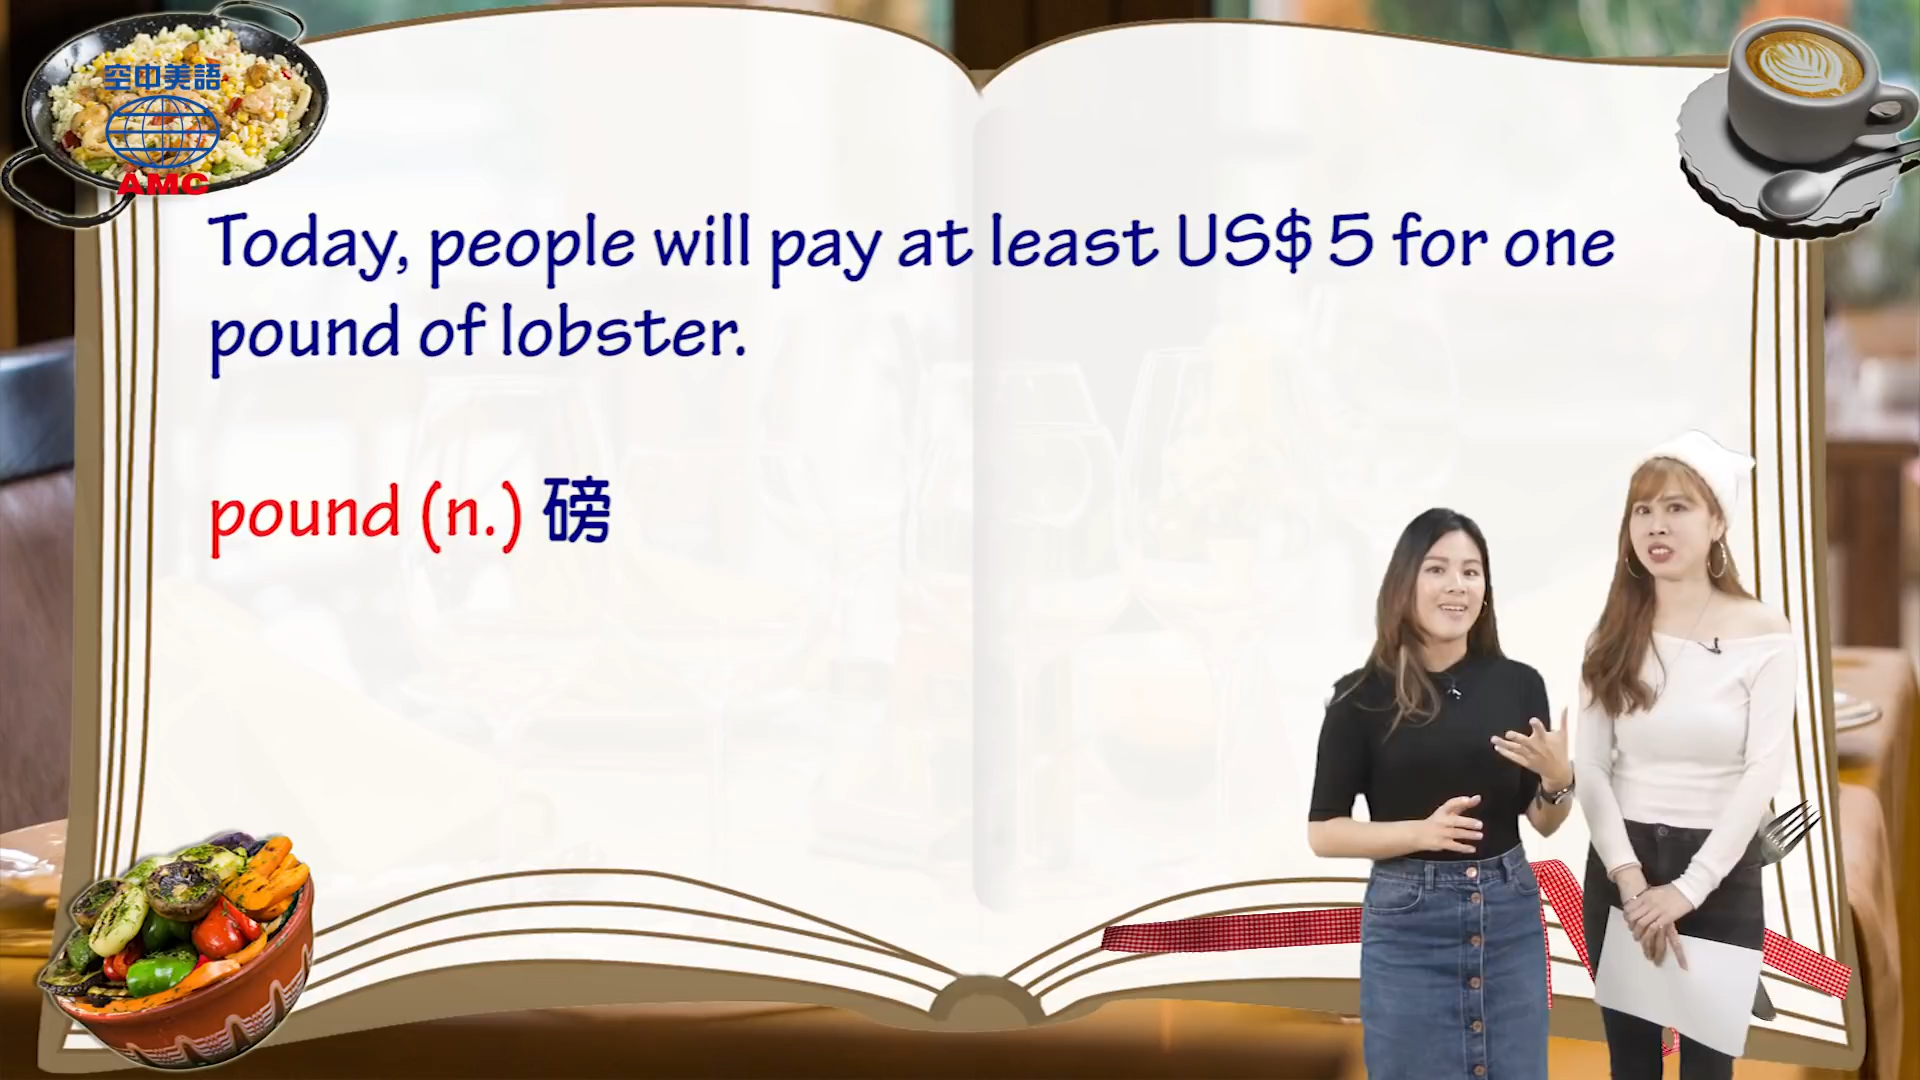 空中美語
AMC
Today, people will pay at least US$ 5 for one
pound of lobster.
pound (n.) 磅